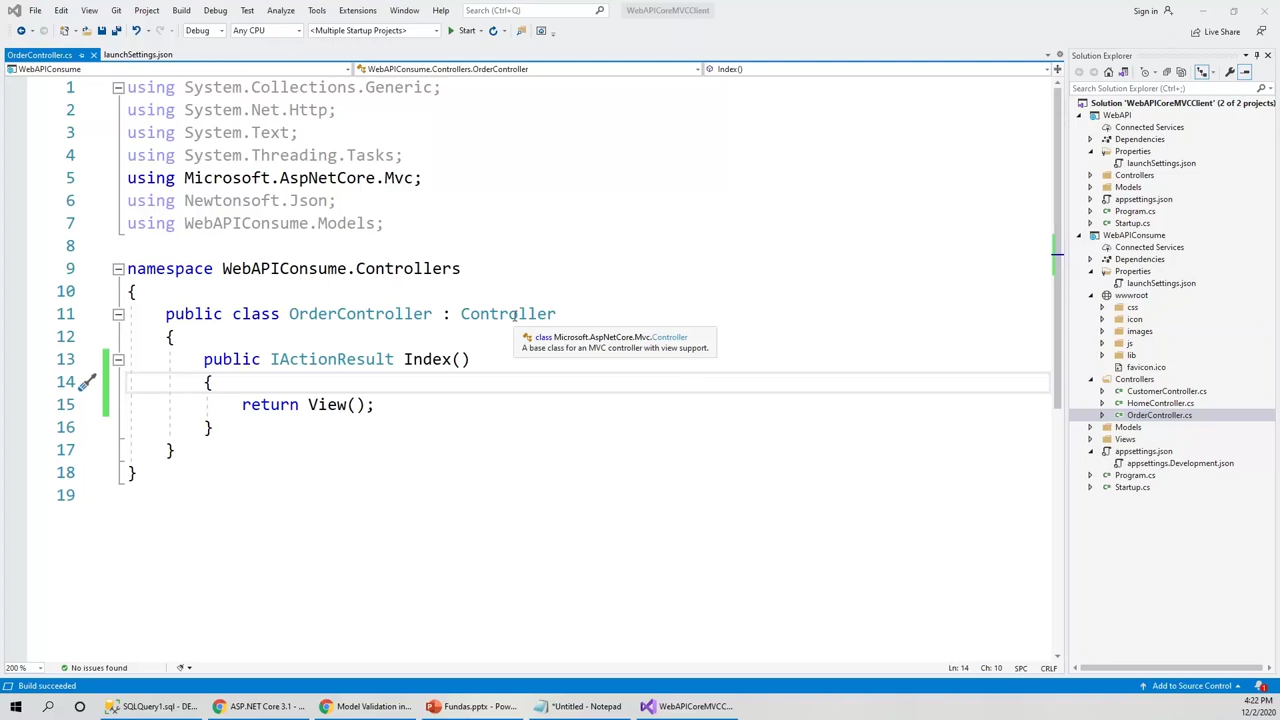 File Edit View Git Project Build Debug Test Analyze Tools Extensions Window Help Search (Ctrl+Q) WebAPICoreMVCClient Sign in
Debug Any CPU <Multiple Startup Projects> Start Live Share
OrderController.cs launchSettings.json
WebAPIConsume WebAPIConsume.Controllers.OrderController Index()
1 using System.Collections.Generic;
2 using System.Net.Http;
3 using System.Text;
4 using System.Threading.Tasks;
5 using Microsoft.AspNetCore.Mvc;
6 using Newtonsoft.Json;
7 using WebAPIConsume.Models;
8
9 namespace WebAPIConsume.Controllers
10 {
11 public class OrderController : Controller
12 {
class Microsoft.AspNetCore.Mvc.Controller
A base class for an MVC controller with view support.
13 public IActionResult Index()
14 {
15 return View();
16 }
17 }
18 }
19
Solution Explorer
Search Solution Explorer (Ctrl+;)
Solution 'WebAPICoreMVCClient' (2 of 2 projects)
WebAPI
Connected Services
Dependencies
Properties
launchSettings.json
Controllers
Models
appsettings.json
Program.cs
Startup.cs
WebAPIConsume
Connected Services
Dependencies
Properties
launchSettings.json
wwwroot
css
icon
images
js
lib
favicon.ico
Controllers
CustomerController.cs
HomeController.cs
OrderController.cs
Models
Views
appsettings.json
appsettings.Development.json
Program.cs
Startup.cs
200 % No issues found Ln: 14 Ch: 10 SPC CRLF
Build succeeded Add to Source Control 1
SQLQuery1.sql - DE... ASP.NET Core 3.1 - ... Model Validation in... Fundas.pptx - Pow... *Untitled - Notepad WebAPICoreMVCC... 4:22 PM
12/2/2020